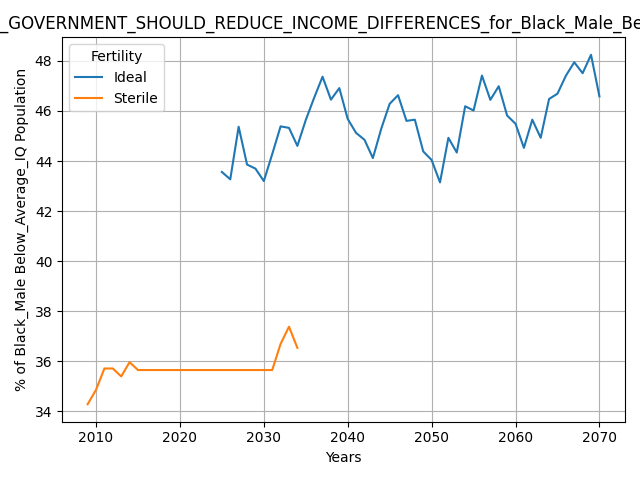 _GOVERNMENT_SHOULD_REDUCE_INCOME_DIFFERENCES_for_Black_Male_Be
Fertility
Ideal
Sterile
% of Black_Male Below_Average_IQ Population
48
46
44
42
40
38
36
34
2010 2020 2030 2040 2050 2060 2070
Years